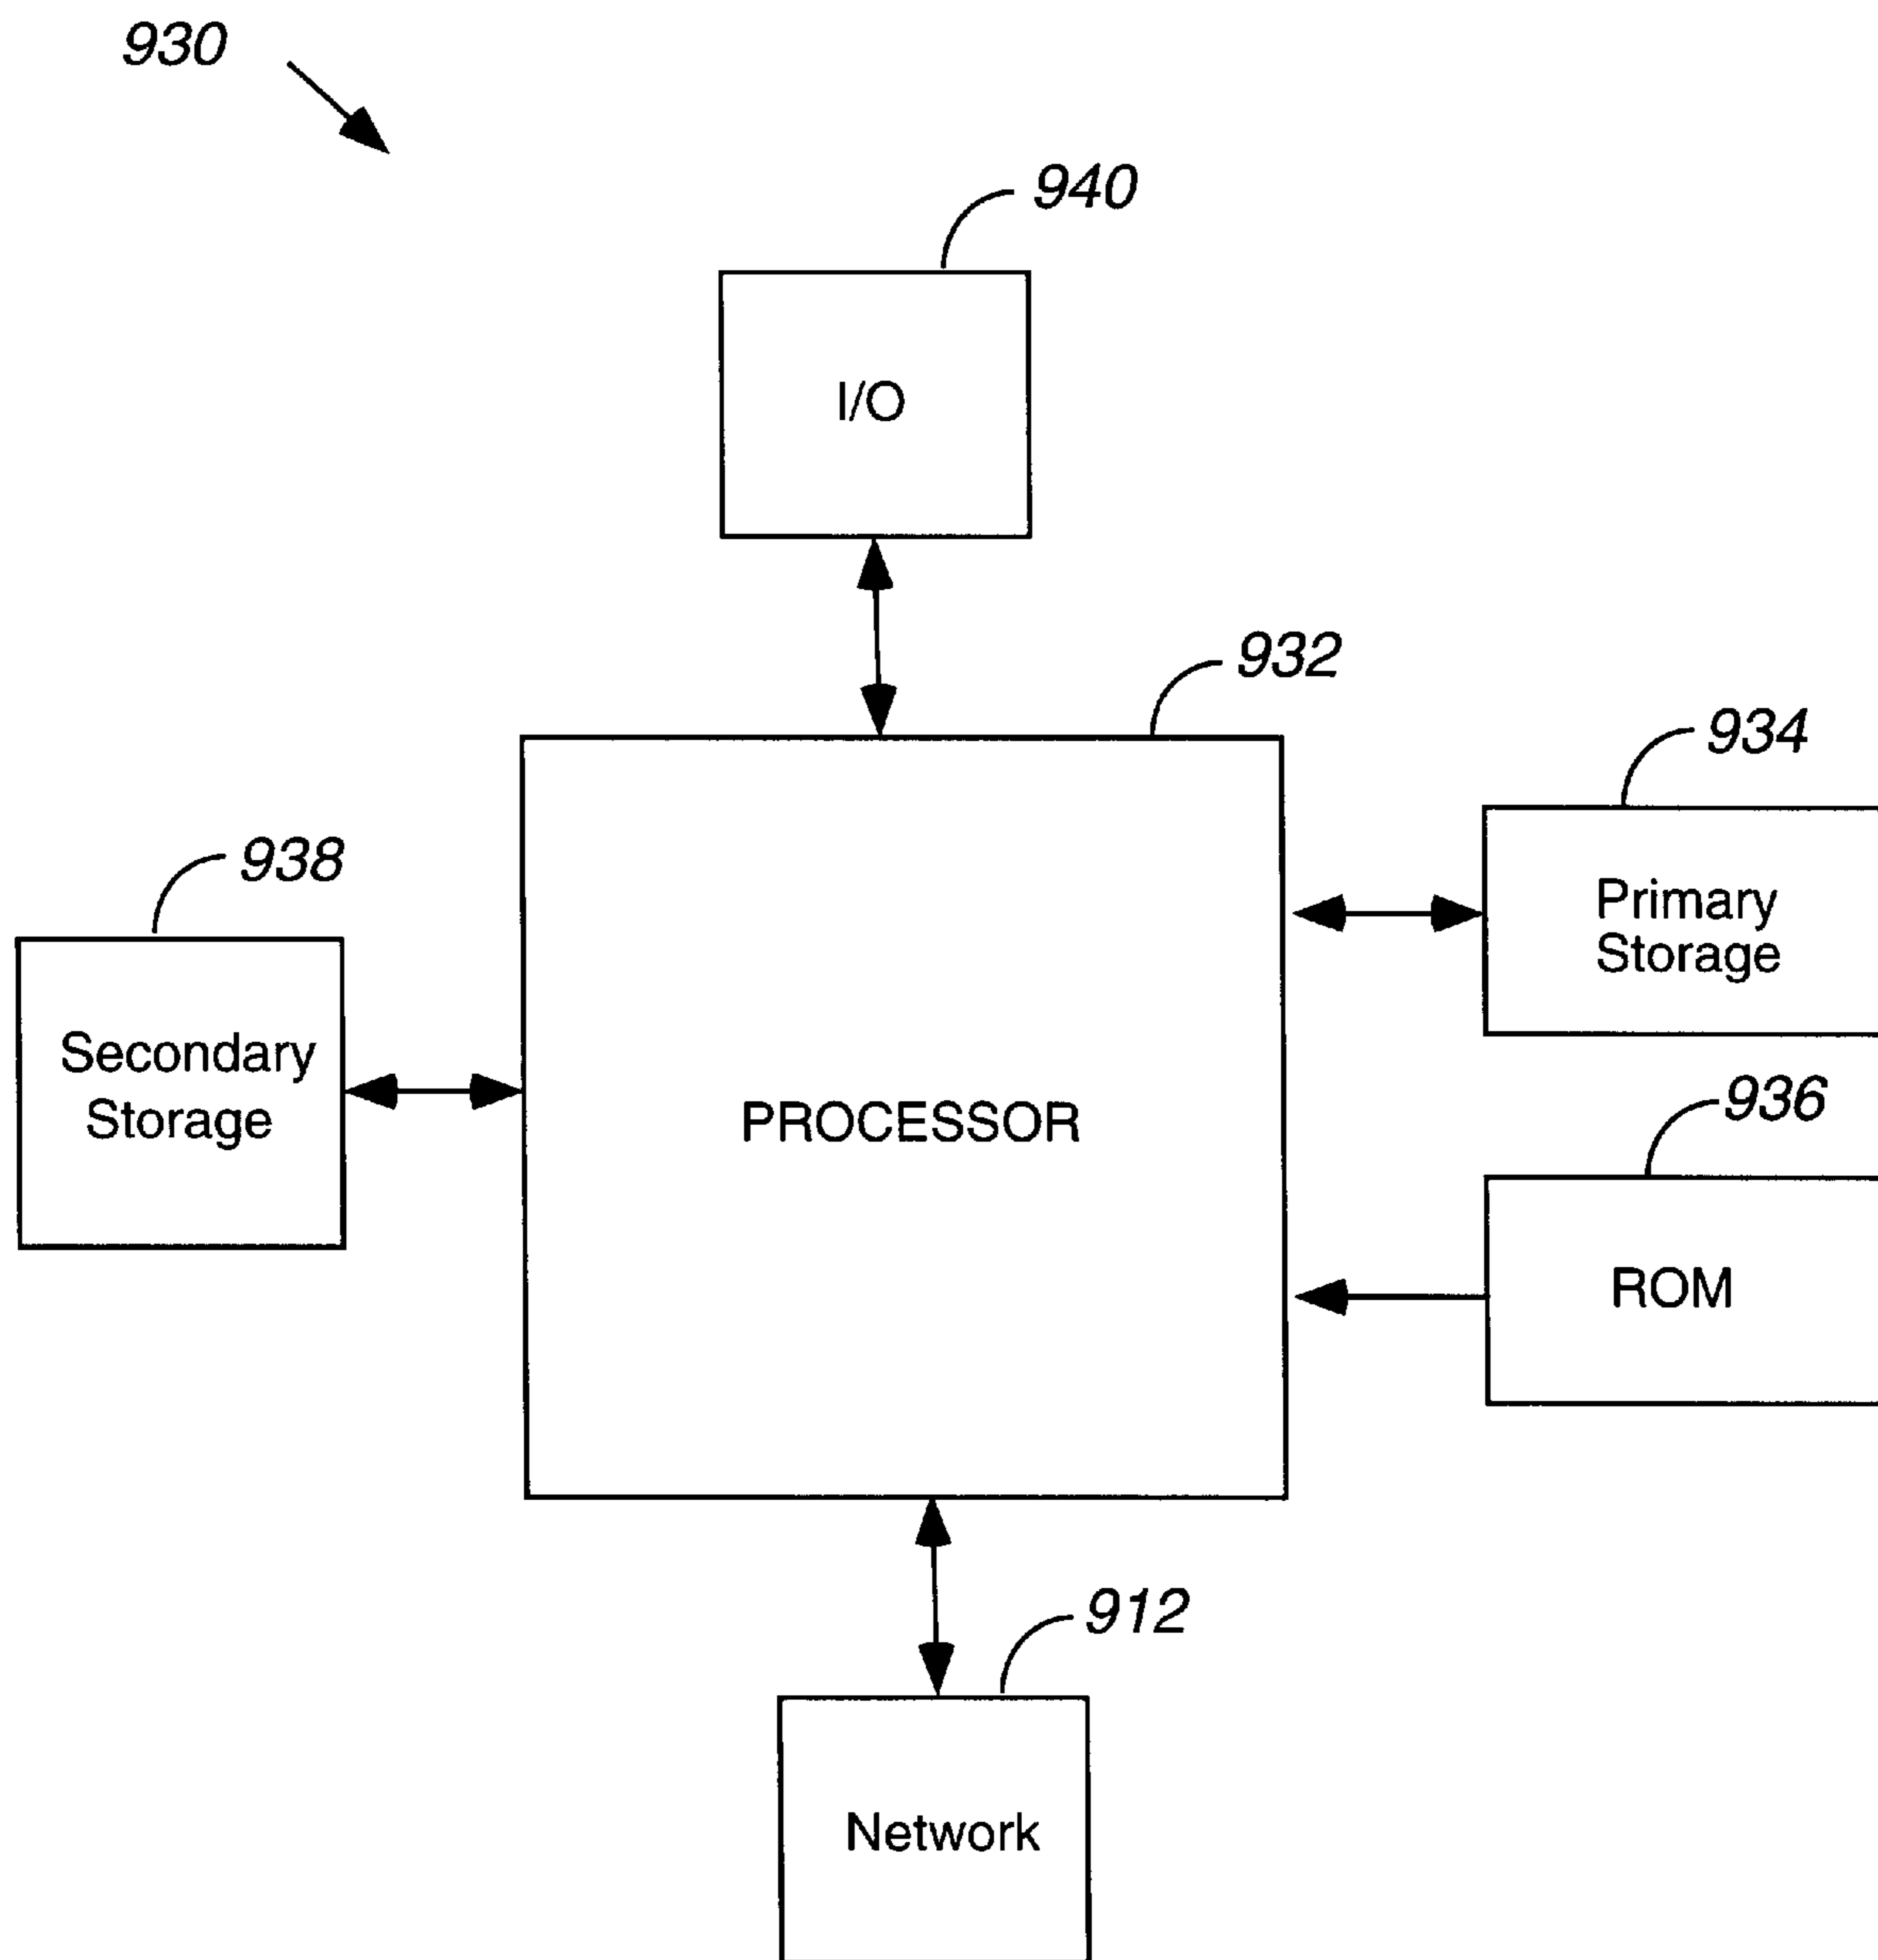 930
940
I/O
932
934
938
Primary
Storage
Secondary
Storage
936
PROCESSOR
ROM
912
Network